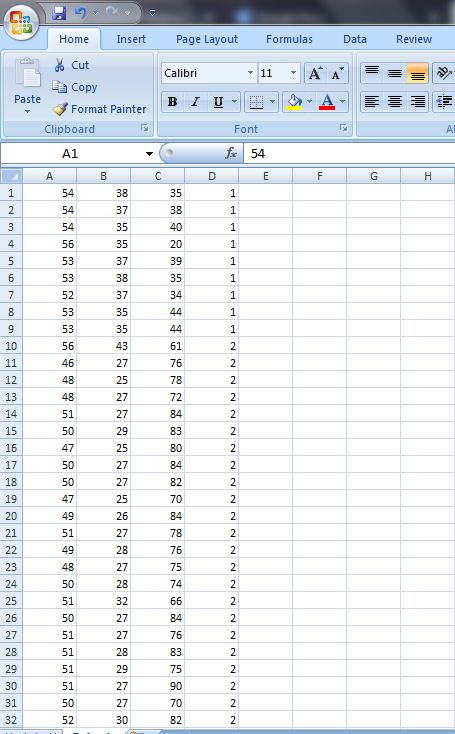 Home Insert Page Layout Formulas Data Review
Paste
Cut
Copy
Format Painter
Clipboard
Calibri 11 A A
B I U A
Font
A1 fx 54
A B C D E F G H
1 54 38 35 1
2 54 37 38 1
3 54 35 40 1
4 56 35 20 1
5 53 37 39 1
6 53 38 35 1
7 52 37 34 1
8 53 35 44 1
9 53 35 44 1
10 56 43 61 2
11 46 27 76 2
12 48 25 78 2
13 48 27 72 2
14 51 27 84 2
15 50 29 83 2
16 47 25 80 2
17 50 27 84 2
18 50 27 82 2
19 47 25 70 2
20 49 26 84 2
21 51 27 78 2
22 49 28 76 2
23 48 27 75 2
24 50 28 74 2
25 51 32 66 2
26 50 27 84 2
27 51 27 76 2
28 51 28 83 2
29 51 29 75 2
30 51 27 90 2
31 50 27 70 2
32 52 30 82 2